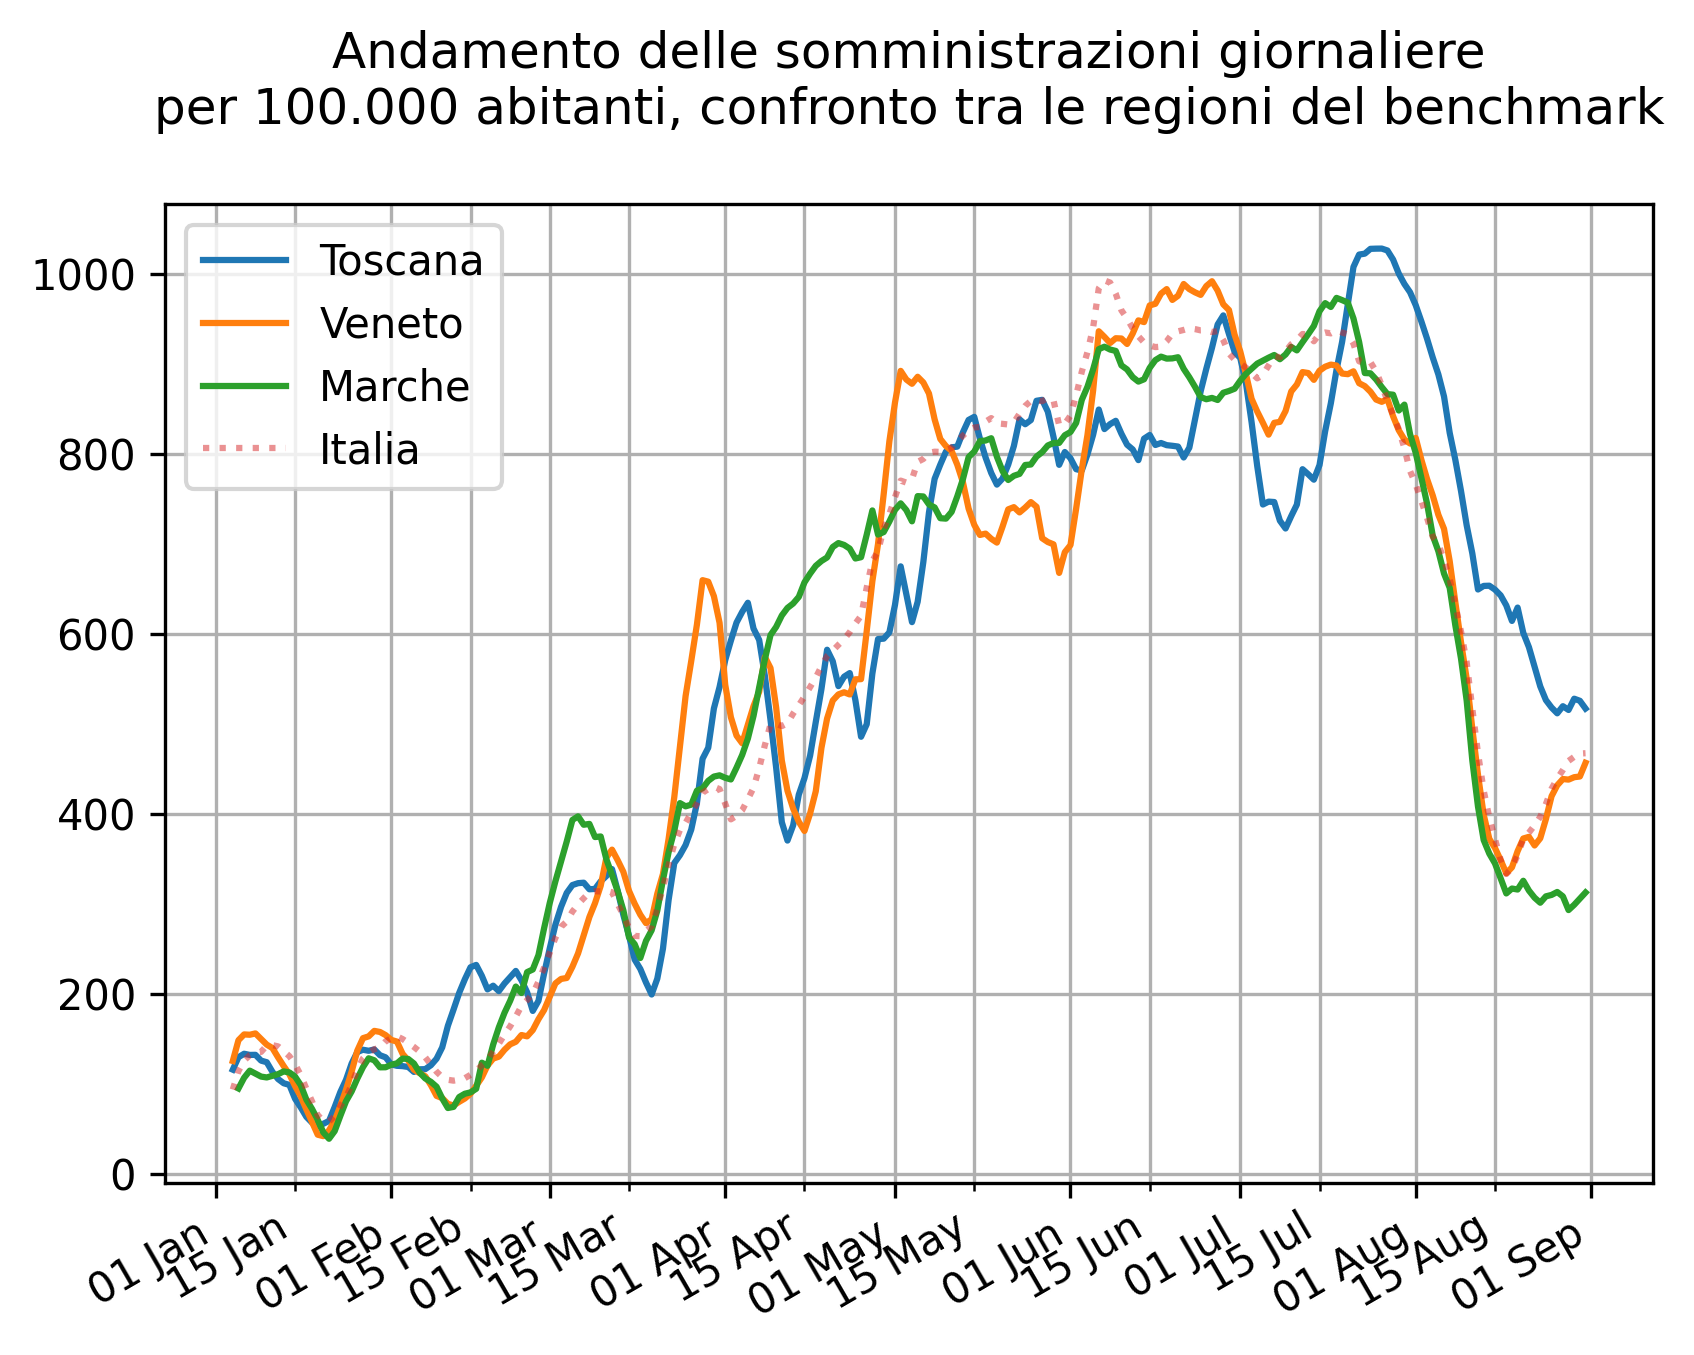 Andamento delle somministrazioni giornaliere
per 100.000 abitanti, confronto tra le regioni del benchmark
Toscana
Veneto
Marche
Italia
1000
800
600
400
200
0
01 Jan
15 Jan
01 Feb
15 Feb
01 Mar
15 Mar
01 Apr
15 Apr
01 May
15 May
01 Jun
15 Jun
01 Jul
15 Jul
01 Aug
15 Aug
01 Sep